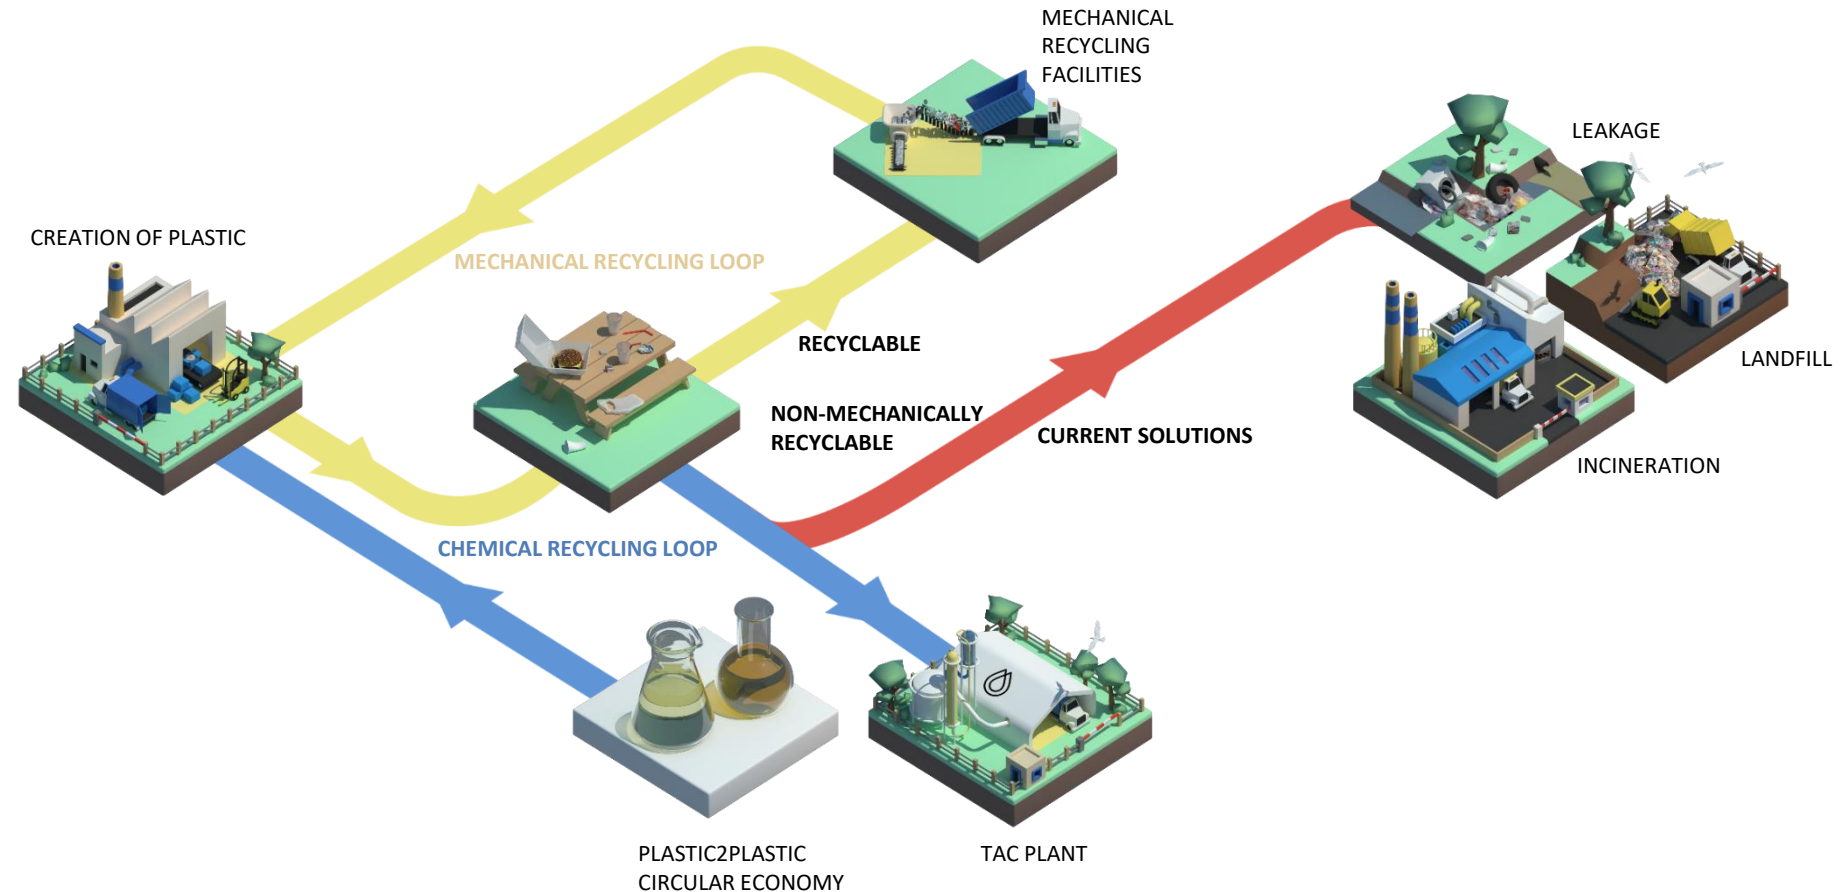 MECHANICAL
RECYCLING
FACILITIES
LEAKAGE
CREATION OF PLASTIC
MECHANICAL RECYCLING LOOP
RECYCLABLE
LANDFILL
NON-MECHANICALLY
RECYCLABLE
CURRENT SOLUTIONS
INCINERATION
CHEMICAL RECYCLING LOOP
PLASTIC2PLASTIC
CIRCULAR ECONOMY
TAC PLANT